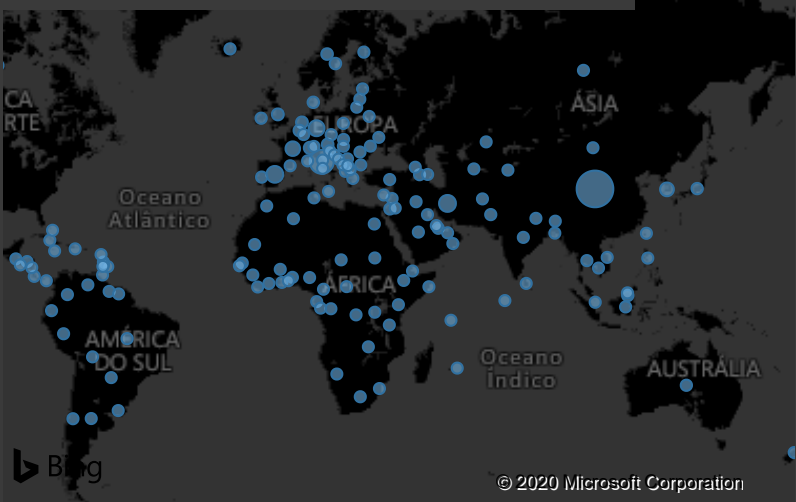 CA
RTE
ÁSIA
EUROPA
Oceano
Atlântico
ÁFRICA
AMÉRICA
DO SUL
Oceano
Índico
AUSTRÁLIA
Bing
© 2020 Microsoft Corporation